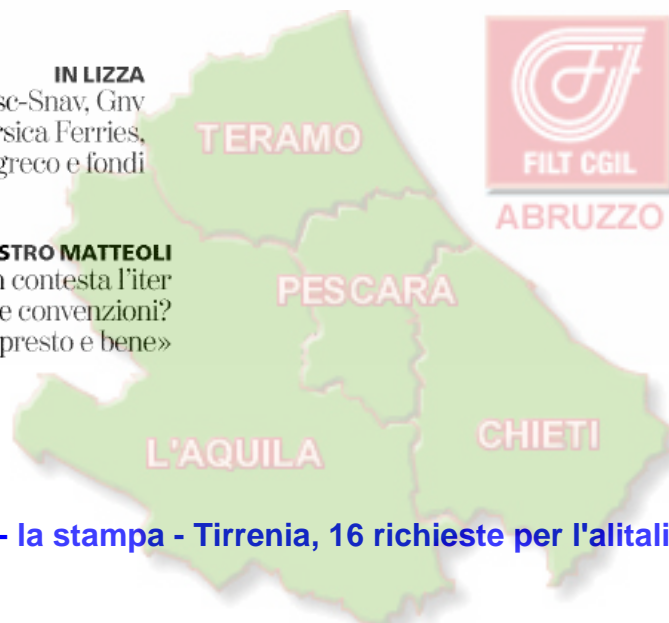 IN LIZZA
sc-Snav, Gnv
rsica Ferries,
greco e fondi
FILT CGIL
ABRUZZO
TERAMO
STRO MATTEOLI
contesta l'iter
e convenzioni?
presto e bene»
PESCARA
L'AQUILA
CHIETI
- la stampa - Tirrenia, 16 richieste per l'alitali